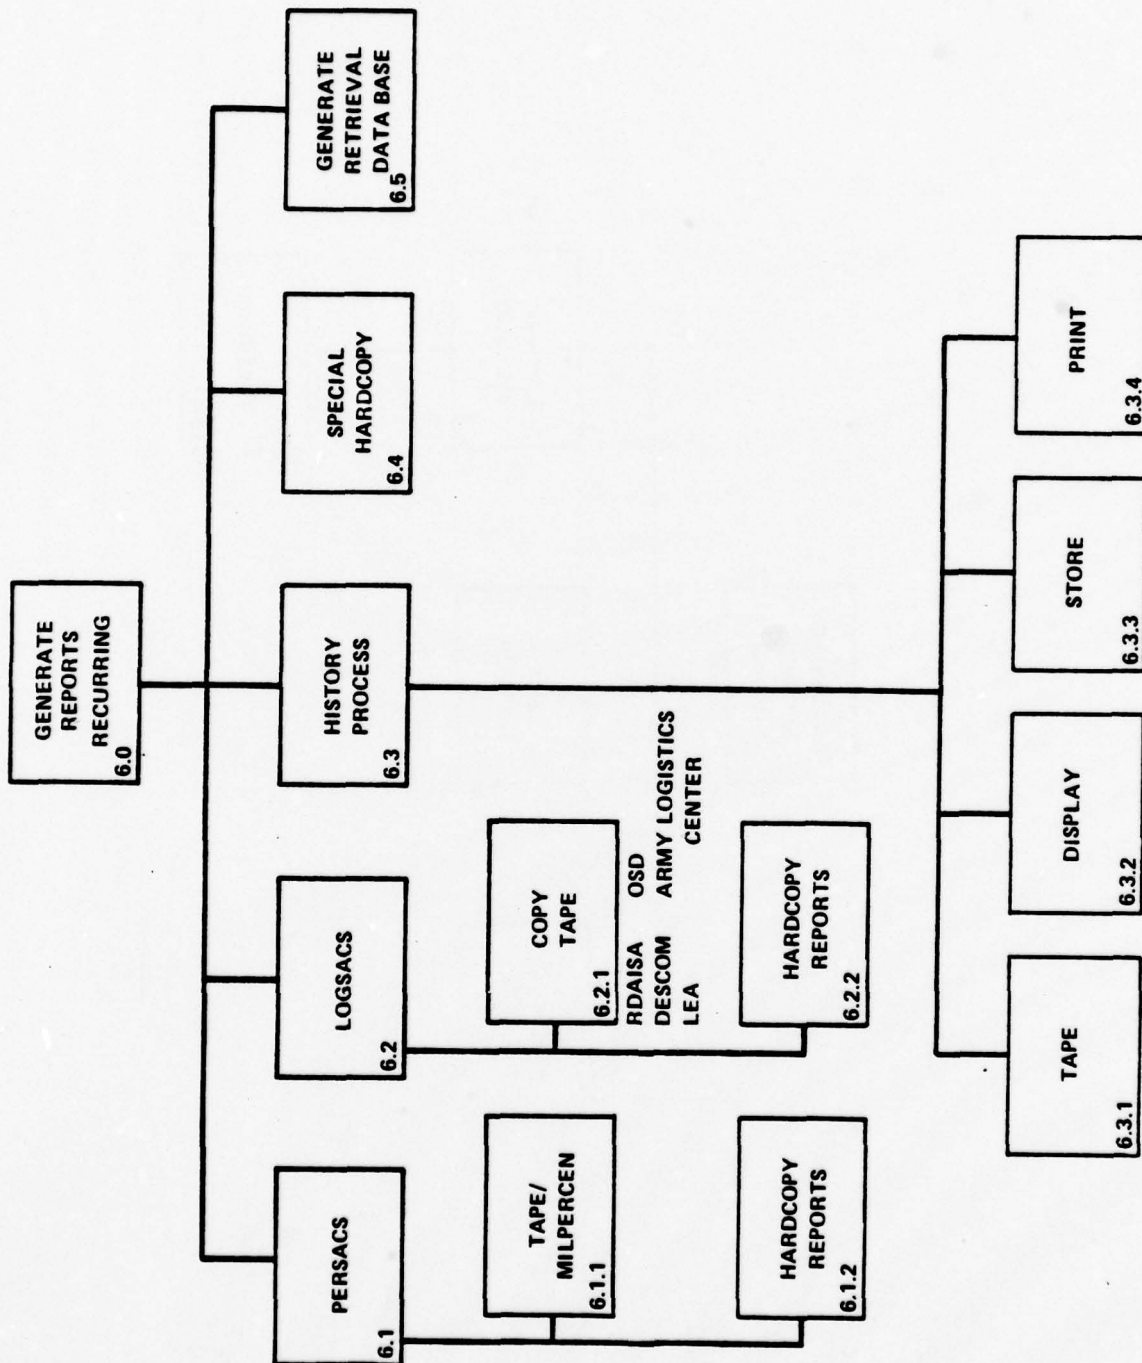 GENERATE
REPORTS
RECURRING
6.0
PERSACS
6.1
LOGSACS
6.2
HISTORY
PROCESS
6.3
SPECIAL
HARDCOPY
6.4
GENERATE
RETRIEVAL
DATA BASE
6.5
TAPE/
MILPERCEN
6.1.1
HARDCOPY
REPORTS
6.1.2
COPY
TAPE
6.2.1
RDAISA OSD
DESCOM ARMY LOGISTICS
LEA CENTER
HARDCOPY
REPORTS
6.2.2
TAPE
6.3.1
DISPLAY
6.3.2
STORE
6.3.3
PRINT
6.3.4